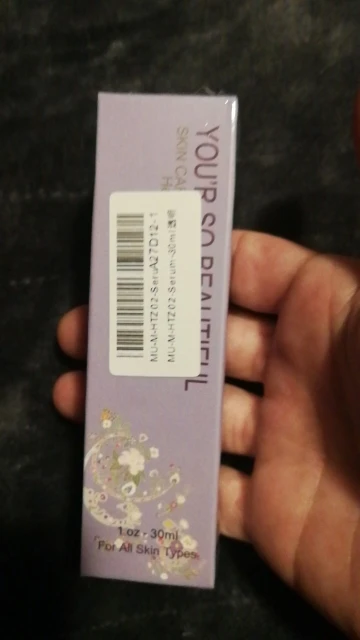 YOU'R SO BEAUTIFUL
SKIN CA
H
MU-M-HTZ02-SeruA27D12-1
MU-M-HTZ02-Serum-30ml
1 oz - 30ml
For All Skin Types